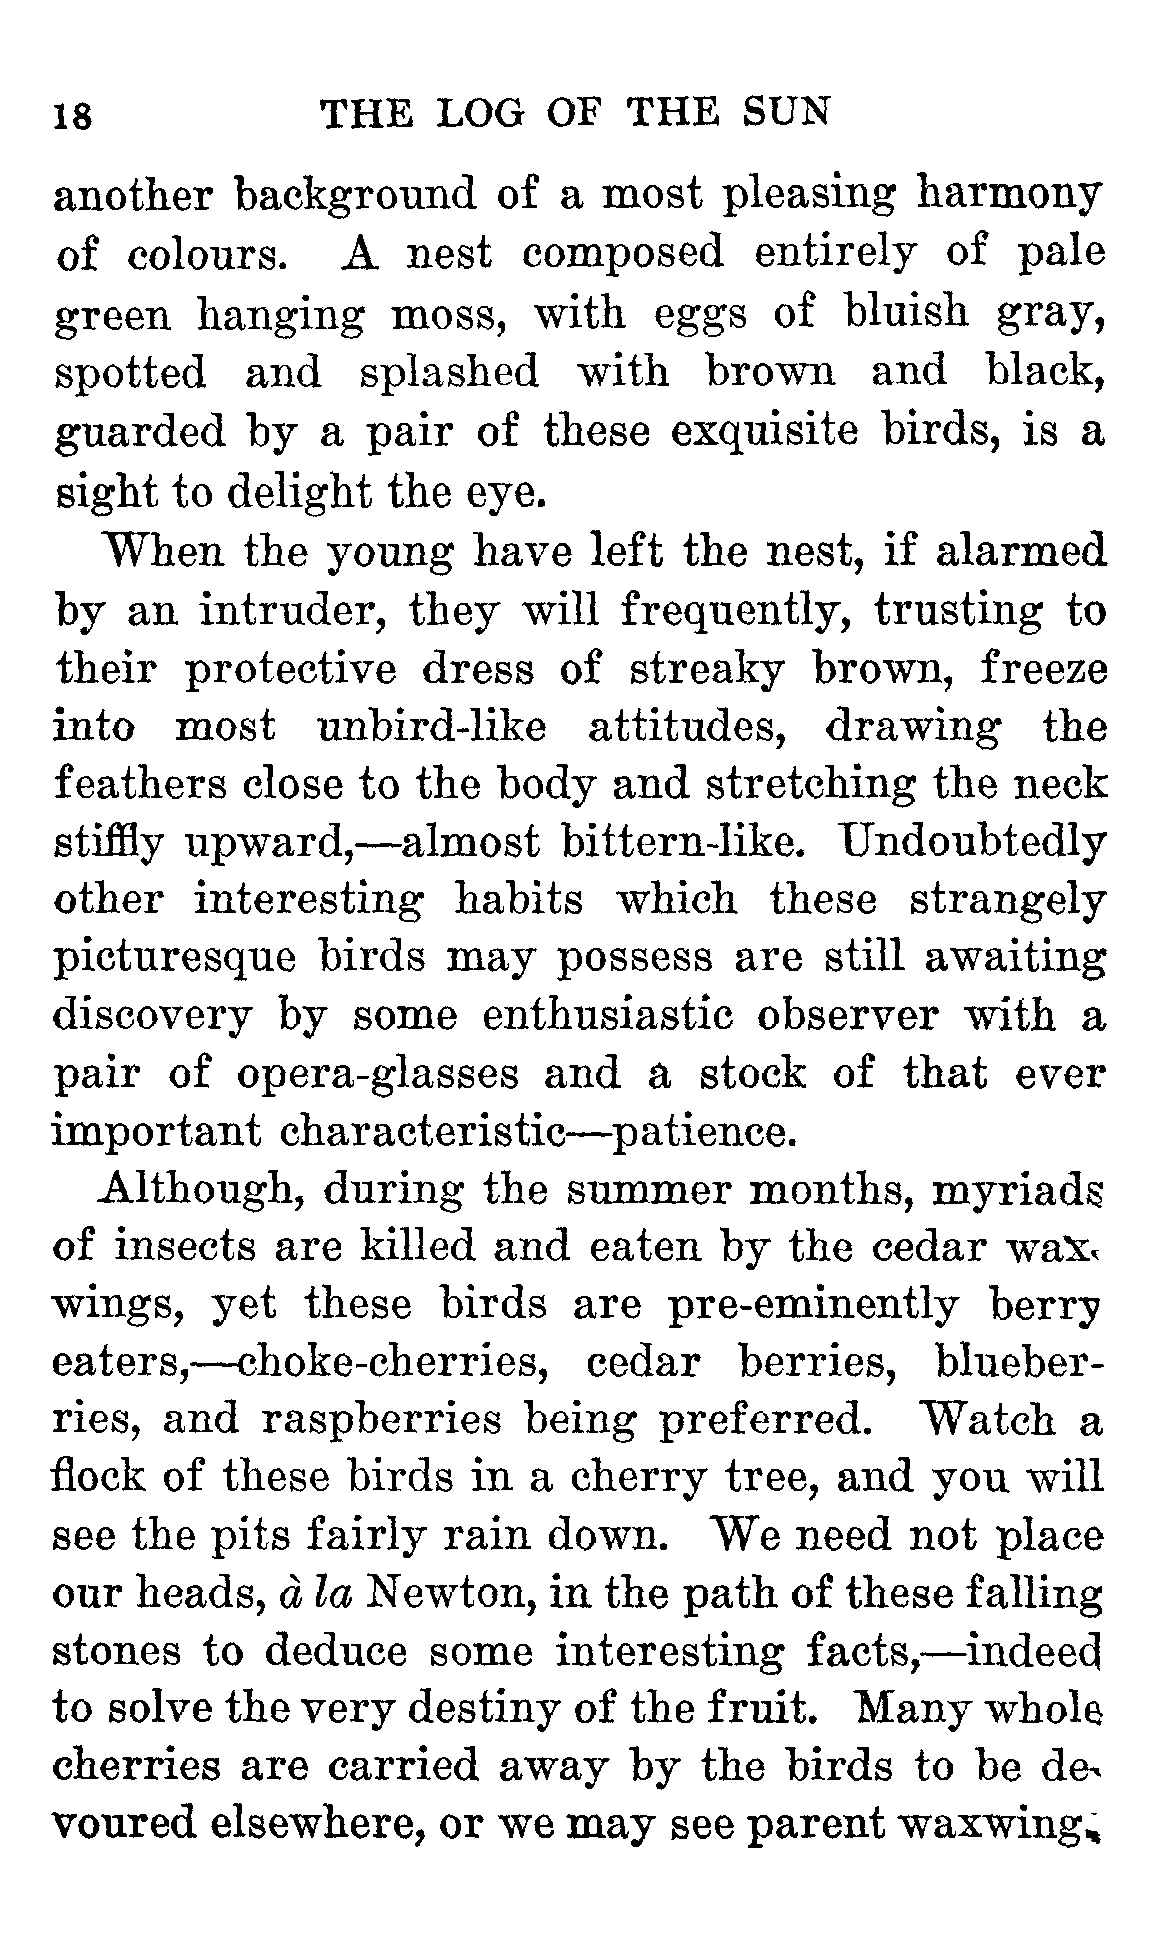 18 THE LOG OF THE SUN
another background of a most pleasing harmony
of colours. A nest composed entirely of pale
green hanging moss, with eggs of bluish gray,
spotted and splashed with brown and black,
guarded by a pair of these exquisite birds, is a
sight to delight the eye.
When the young have left the nest, if alarmed
by an intruder, they will frequently, trusting to
their protective dress of streaky brown, freeze
into most unbird-like attitudes, drawing the
feathers close to the body and stretching the neck
stiffly upward,—almost bittern-like. Undoubtedly
other interesting habits which these strangely
picturesque birds may possess are still awaiting
discovery by some enthusiastic observer with a
pair of opera-glasses and a stock of that ever
important characteristic—patience.
Although, during the summer months, myriads
of insects are killed and eaten by the cedar wax-
wings, yet these birds are pre-eminently berry
eaters,—choke-cherries, cedar berries, blueber-
ries, and raspberries being preferred. Watch a
flock of these birds in a cherry tree, and you will
see the pits fairly rain down. We need not place
our heads, à la Newton, in the path of these falling
stones to deduce some interesting facts,—indeed
to solve the very destiny of the fruit. Many whole
cherries are carried away by the birds to be de-
voured elsewhere, or we may see parent waxwings